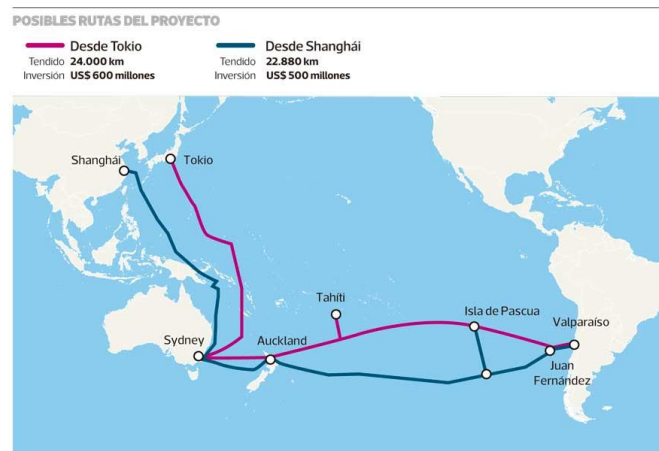 POSIBLES RUTAS DEL PROYECTO
Desde Tokio
Tendido 24.000 km
Inversión US$ 600 millones
Desde Shanghái
Tendido 22.880 km
Inversión US$ 500 millones
Shanghái
Tokio
Tahíti
Isla de Pascua
Valparaíso
Sydney
Auckland
Juan
Fernández